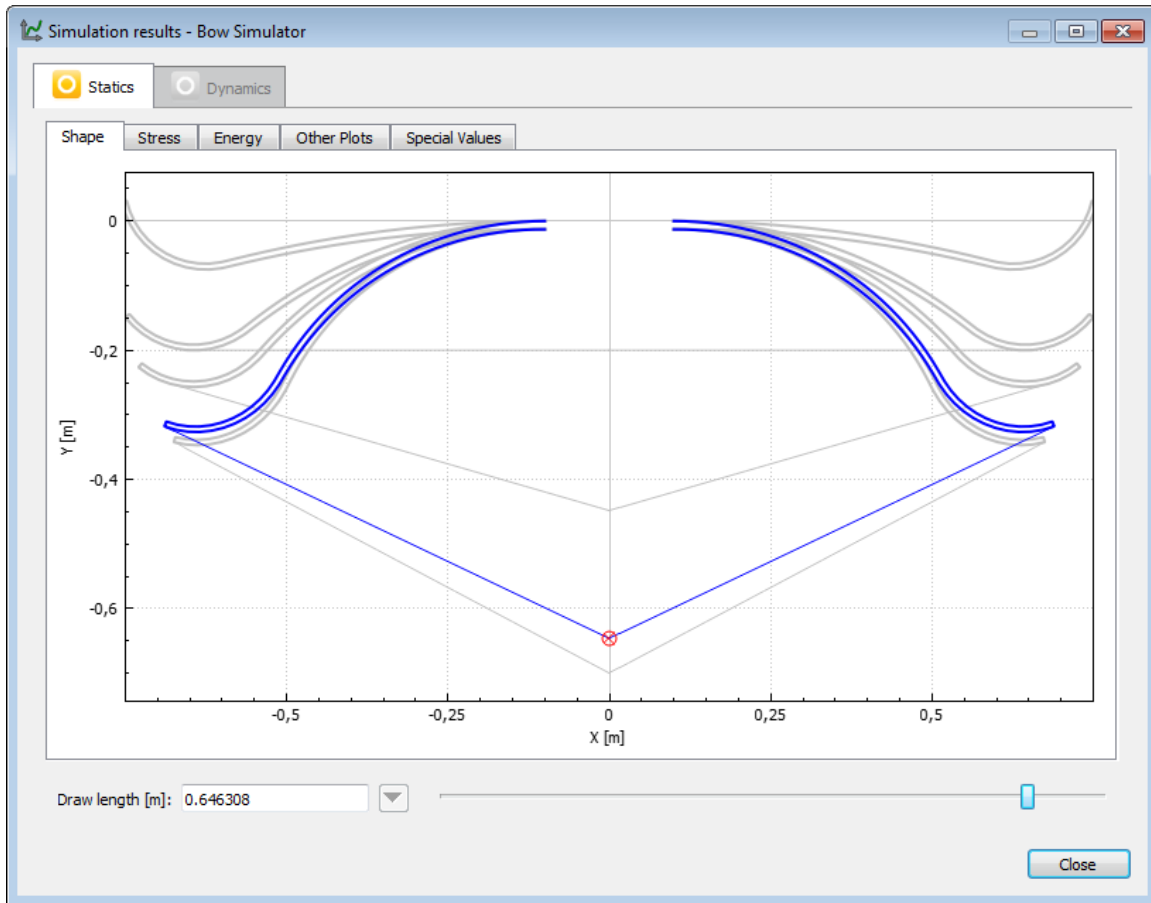 Simulation results - Bow Simulator
Statics Dynamics
Shape Stress Energy Other Plots Special Values
0
-0,2
-0,4
-0,6
Y [m]
-0,5 -0,25 0 0,25 0,5
X [m]
Draw length [m]: 0.646308
Close